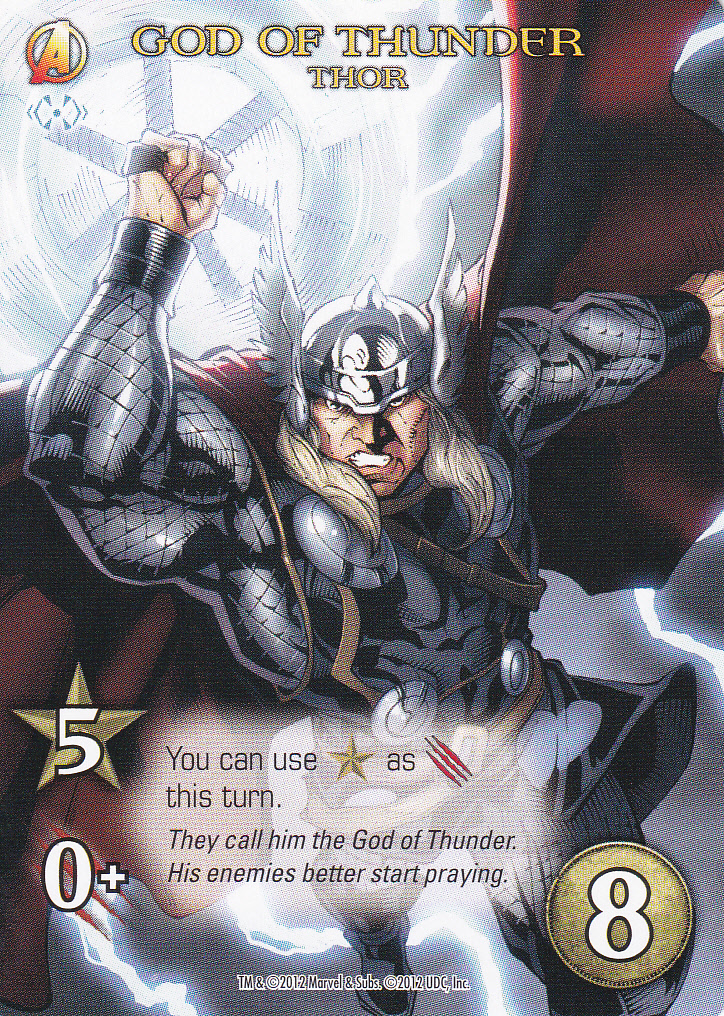 GOD OF THUNDER
THOR
5
You can use as
this turn.
They call him the God of Thunder.
His enemies better start praying.
0+
8
TM & ©2012 Marvel & Subs. ©2012 UDC, Inc.